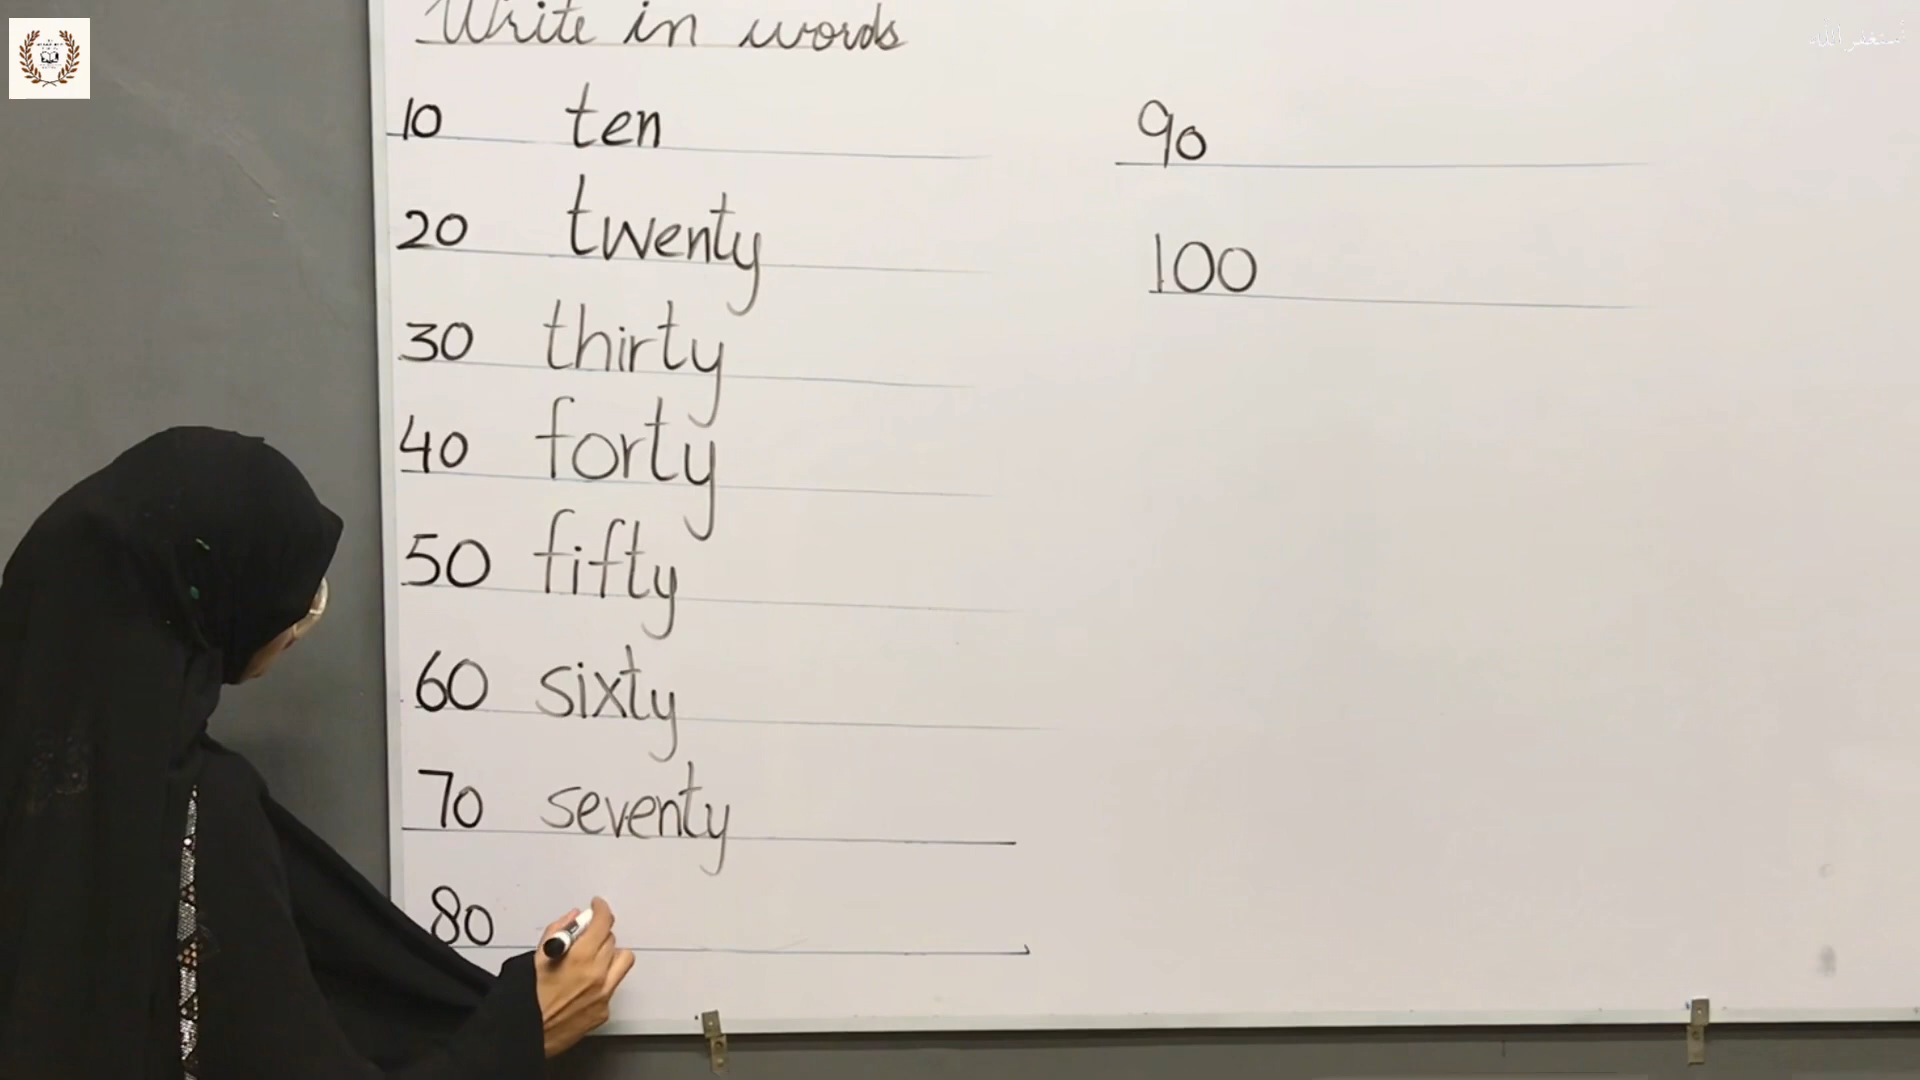 Write in words
10 ten
20 twenty
30 thirty
40 forty
50 fifty
60 sixty
70 seventy
80
90
100